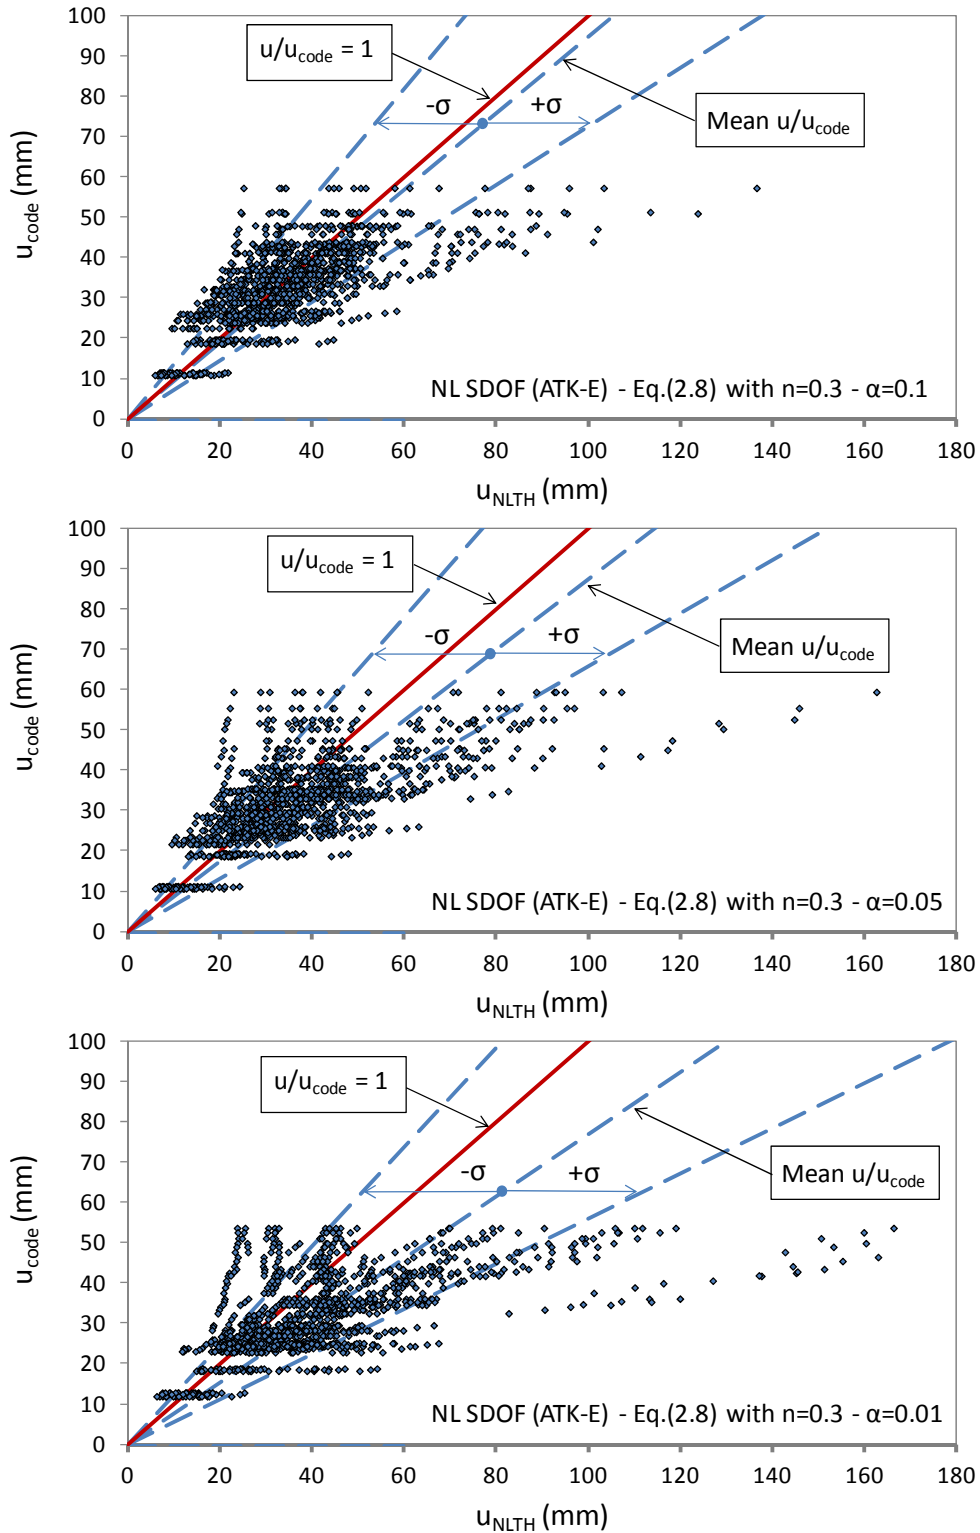 100
90
80
70
60
50
40
30
20
10
0
u_code (mm)
u/u_code = 1
-σ
+σ
Mean u/u_code
NL SDOF (ATK-E) - Eq.(2.8) with n=0.3 - α=0.1
0 20 40 60 80 100 120 140 160 180
u_NLTH (mm)
100
90
80
70
60
50
40
30
20
10
0
u_code (mm)
u/u_code = 1
-σ
+σ
Mean u/u_code
NL SDOF (ATK-E) - Eq.(2.8) with n=0.3 - α=0.05
0 20 40 60 80 100 120 140 160 180
u_NLTH (mm)
100
90
80
70
60
50
40
30
20
10
0
u_code (mm)
u/u_code = 1
-σ
+σ
Mean u/u_code
NL SDOF (ATK-E) - Eq.(2.8) with n=0.3 - α=0.01
0 20 40 60 80 100 120 140 160 180
u_NLTH (mm)